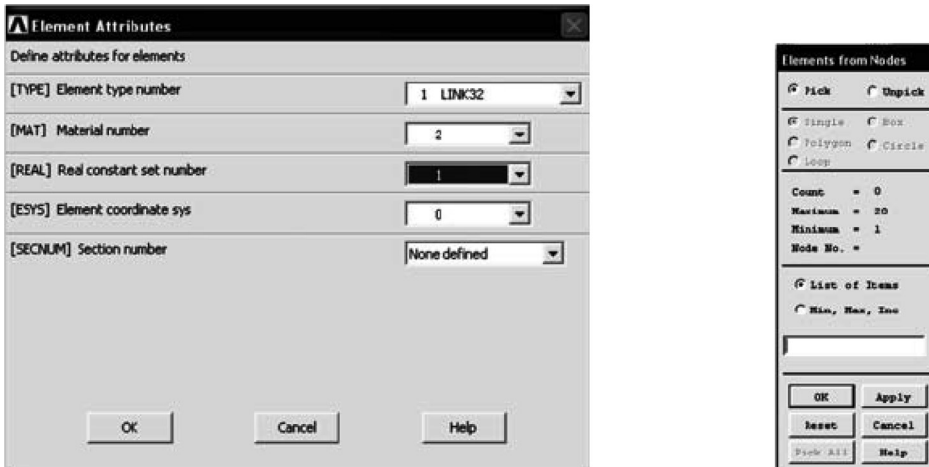 Element Attributes
Define attributes for elements
[TYPE] Element type number
1 LINK32
[MAT] Material number
2
[REAL] Real constant set number
1
[ESYS] Element coordinate sys
0
[SECNUM] Section number
None defined
OK Cancel Help
Elements from Nodes
Pick Unpick
Single Box
Polygon Circle
Loop
Count = 0
Maximum = 20
Minimum = 1
Node No. =
List of Items
Min, Max, Inc
OK Apply
Reset Cancel
Pick All Help